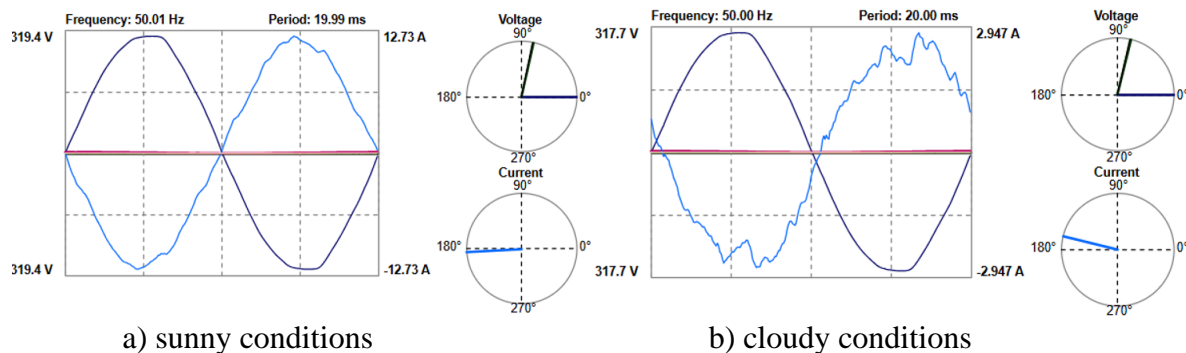 Frequency: 50.01 Hz Period: 19.99 ms
319.4 V 12.73 A
319.4 V -12.73 A
Voltage
90°
180° 0°
270°
Current
90°
180° 0°
270°
a) sunny conditions
Frequency: 50.00 Hz Period: 20.00 ms
317.7 V 2.947 A
317.7 V -2.947 A
Voltage
90°
180° 0°
270°
Current
90°
180° 0°
270°
b) cloudy conditions